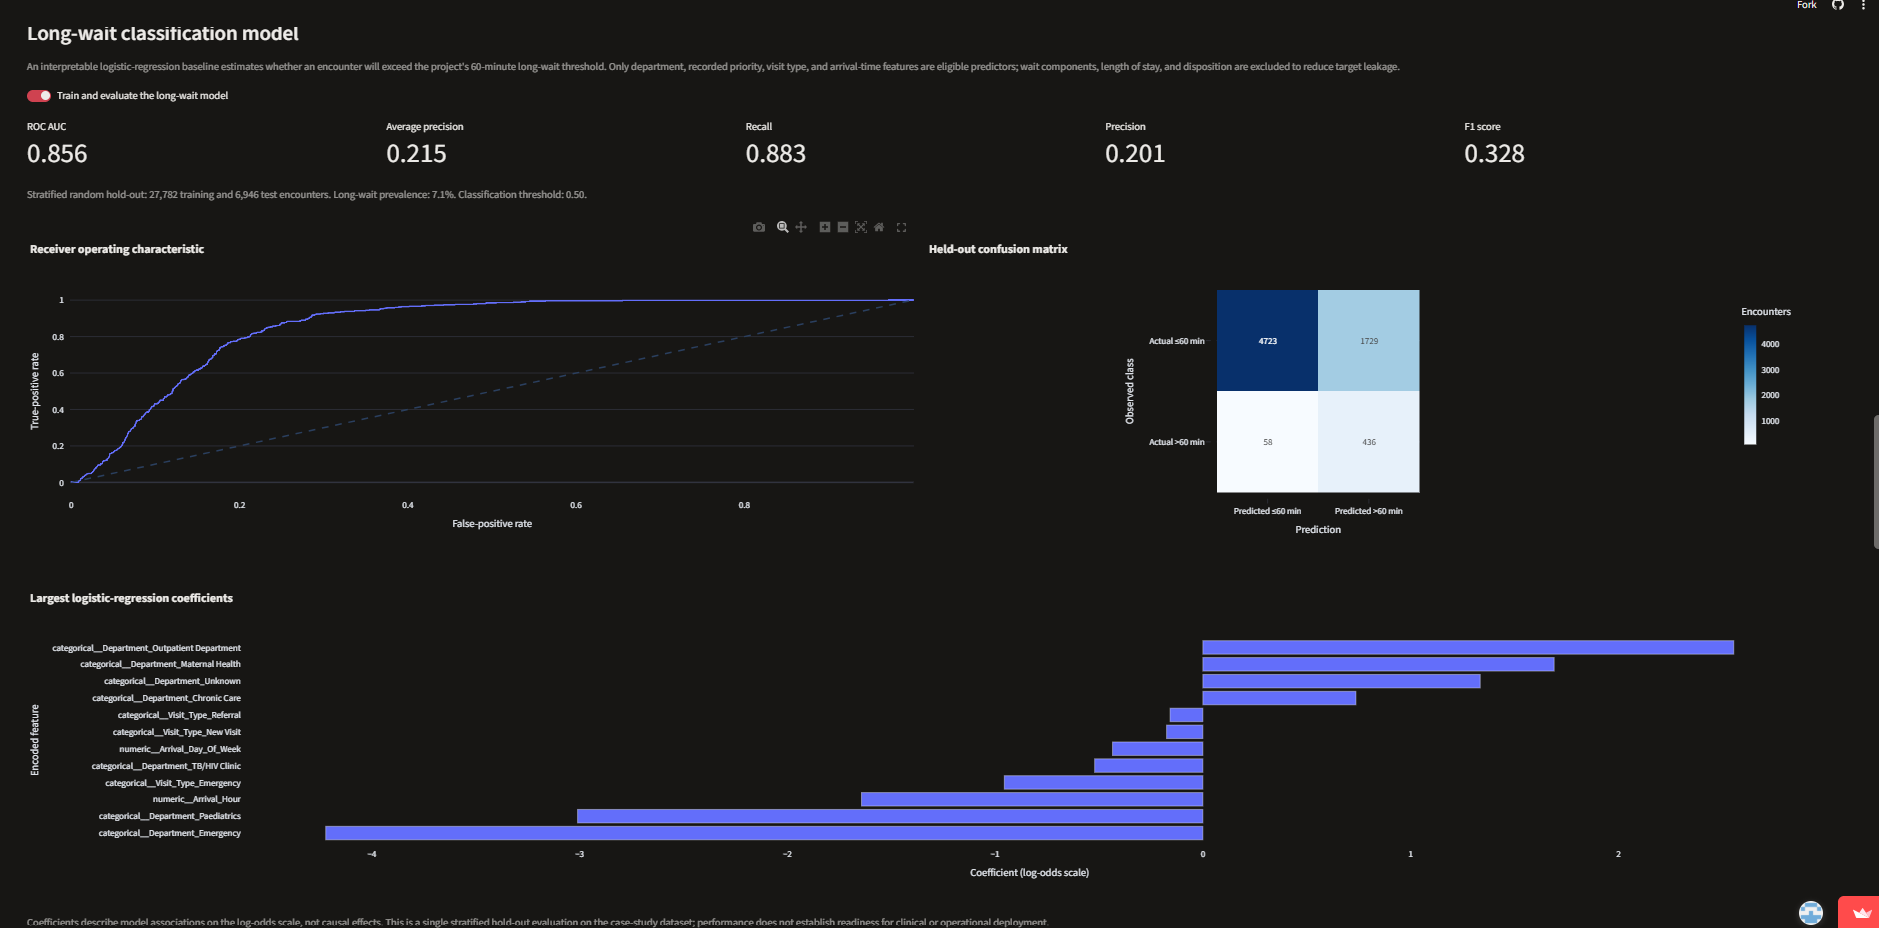 Fork
Long-wait classification model
An interpretable logistic-regression baseline estimates whether an encounter will exceed the project's 60-minute long-wait threshold. Only department, recorded priority, visit type, and arrival-time features are eligible predictors; wait components, length of stay, and disposition are excluded to reduce target leakage.
Train and evaluate the long-wait model
ROC AUC
0.856
Average precision
0.215
Recall
0.883
Precision
0.201
F1 score
0.328
Stratified random hold-out: 27,782 training and 6,946 test encounters. Long-wait prevalence: 7.1%. Classification threshold: 0.50.
Receiver operating characteristic
True-positive rate
1
0.8
0.6
0.4
0.2
0
0
0.2
0.4
0.6
0.8
False-positive rate
Held-out confusion matrix
Observed class
Actual ≤60 min
4723
1729
Actual >60 min
58
436
Predicted ≤60 min
Predicted >60 min
Prediction
Encounters
4000
3000
2000
1000
Largest logistic-regression coefficients
Encoded feature
categorical__Department_Outpatient Department
categorical__Department_Maternal Health
categorical__Department_Unknown
categorical__Department_Chronic Care
categorical__Visit_Type_Referral
categorical__Visit_Type_New Visit
numeric__Arrival_Day_Of_Week
categorical__Department_TB/HIV Clinic
categorical__Visit_Type_Emergency
numeric__Arrival_Hour
categorical__Department_Paediatrics
categorical__Department_Emergency
−4
−3
−2
−1
0
1
2
Coefficient (log-odds scale)
Coefficients describe model associations on the log-odds scale, not causal effects. This is a single stratified hold-out evaluation on the case-study dataset; performance does not establish readiness for clinical or operational deployment.